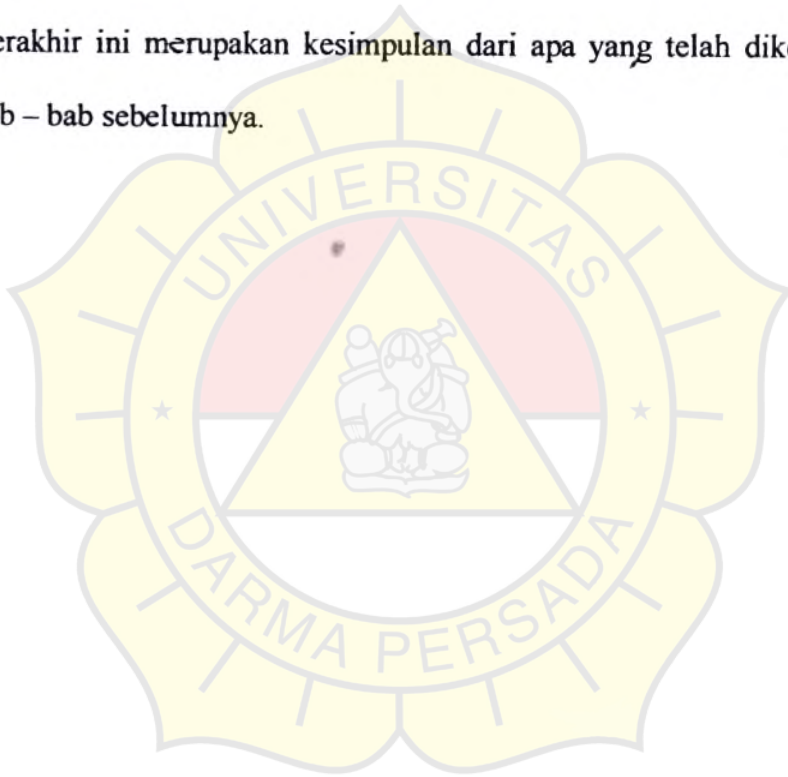 erakhir ini merupakan kesimpulan dari apa yang telah dik
b – bab sebelumnya.
UNIVERSITAS
DARMA PERSADA